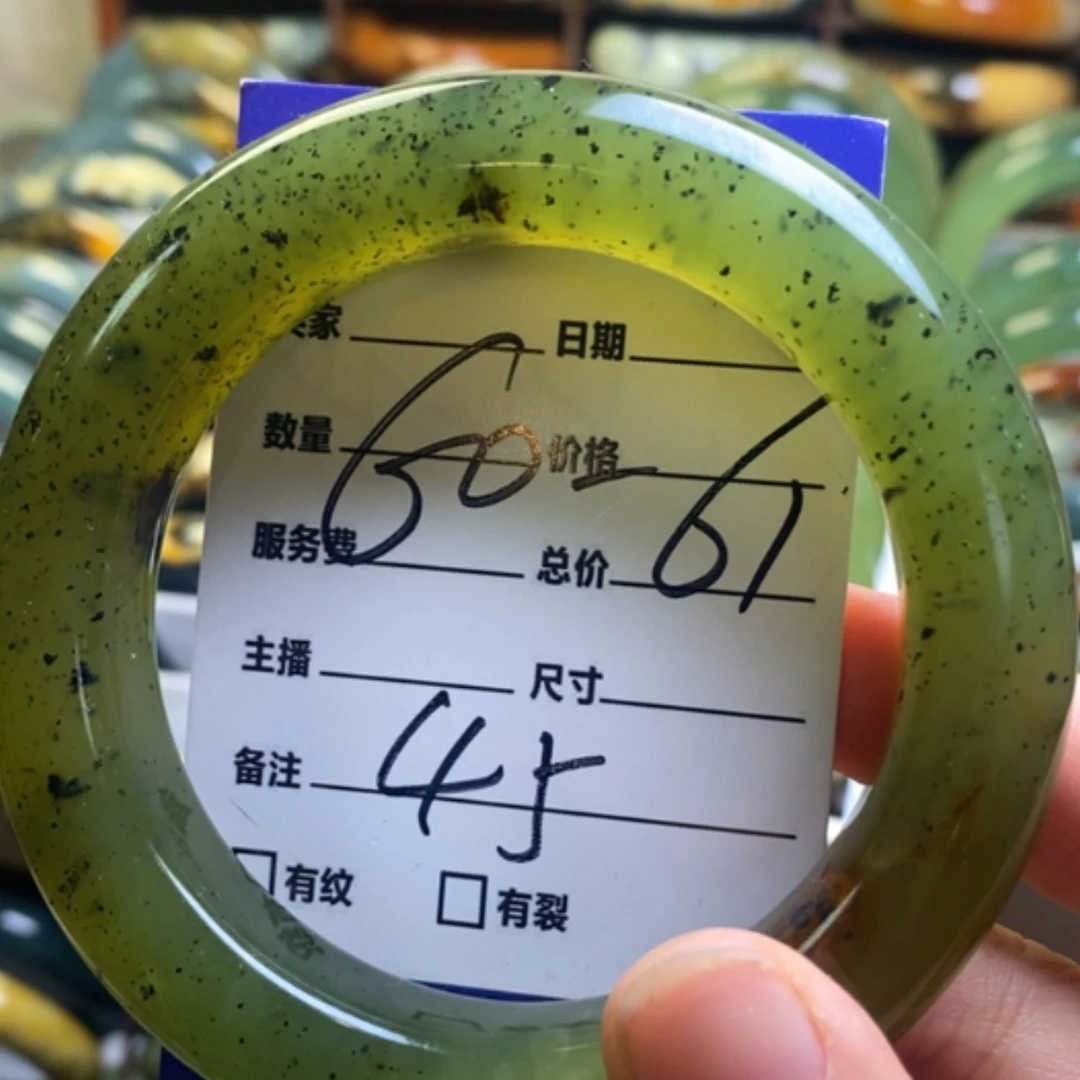 家 日期
数量 60 价格 - 61
服务费 总价
主播 尺寸
备注 45
有纹 有裂